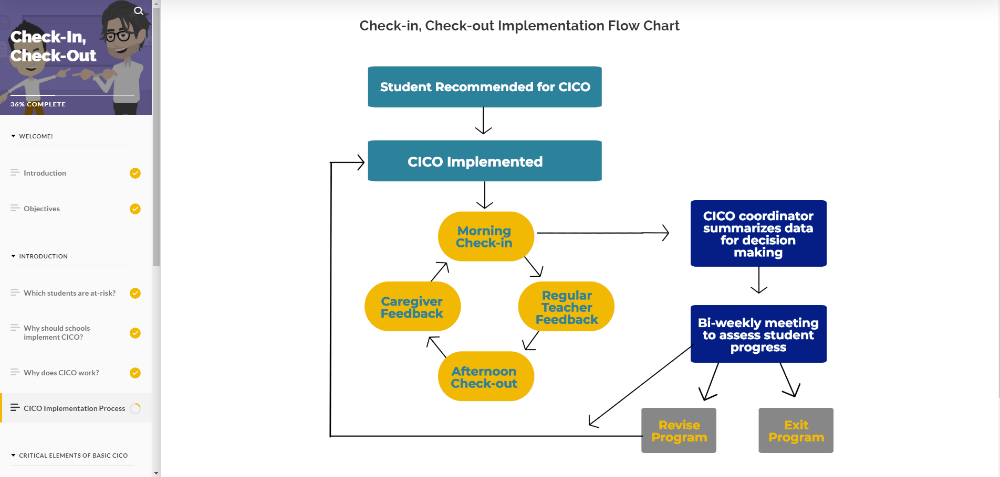 Check-In,
Check-Out
36% COMPLETE
WELCOME!
Introduction
Objectives
INTRODUCTION
Which students are at-risk?
Why should schools
implement CICO?
Why does CICO work?
CICO Implementation Process
CRITICAL ELEMENTS OF BASIC CICO
Check-in, Check-out Implementation Flow Chart
Student Recommended for CICO
CICO Implemented
Morning
Check-in
Regular
Teacher
Feedback
Afternoon
Check-out
Caregiver
Feedback
CICO coordinator
summarizes data
for decision
making
Bi-weekly meeting
to assess student
progress
Revise
Program
Exit
Program